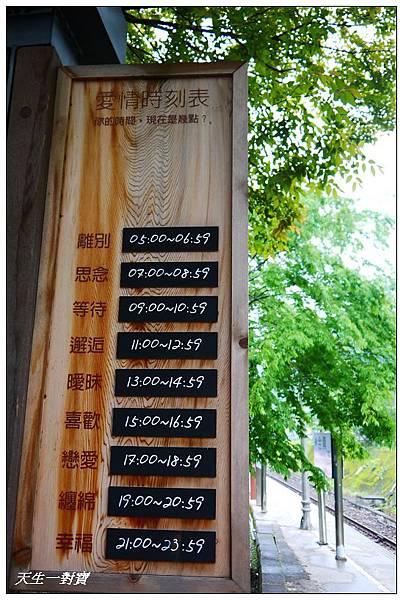 愛情時刻表
你的時間，現在是幾點？
離別 05:00~06:59
思念 07:00~08:59
等待 09:00~10:59
邂逅 11:00~12:59
曖昧 13:00~14:59
喜歡 15:00~16:59
戀愛 17:00~18:59
纏綿 19:00~20:59
幸福 21:00~23:59
天生一對寶